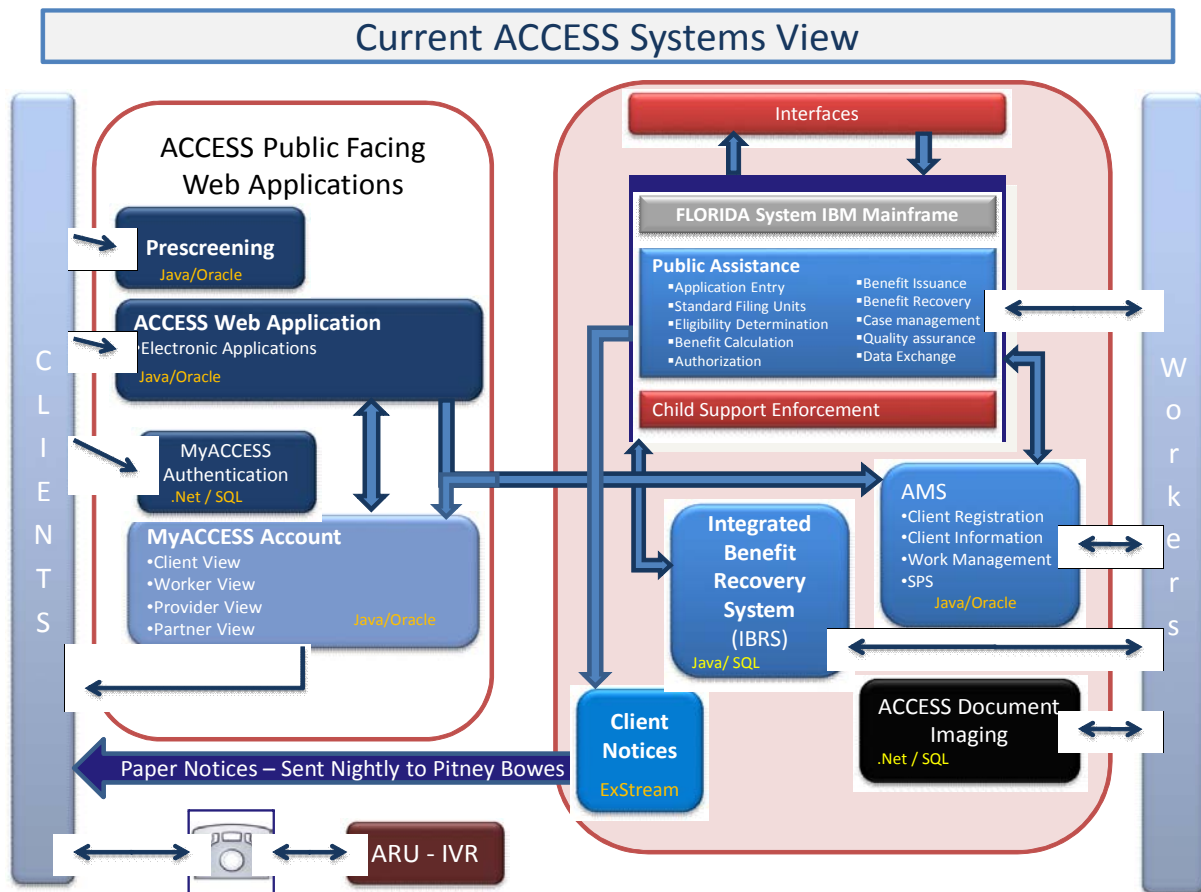 Current ACCESS Systems View
CLIENTS
ACCESS Public Facing
Web Applications
Prescreening
Java/Oracle
ACCESS Web Application
•Electronic Applications
Java/Oracle
MyACCESS
Authentication
.Net / SQL
MyACCESS Account
•Client View
•Worker View
•Provider View
•Partner View
Java/Oracle
Interfaces
FLORIDA System IBM Mainframe
Public Assistance
▪Application Entry
▪Standard Filing Units
▪Eligibility Determination
▪Benefit Calculation
▪Authorization
▪Benefit Issuance
▪Benefit Recovery
▪Case management
▪Quality assurance
▪Data Exchange
Child Support Enforcement
Integrated
Benefit
Recovery
System
(IBRS)
Java/ SQL
AMS
•Client Registration
•Client Information
•Work Management
•SPS
Java/Oracle
Client
Notices
ExStream
ACCESS Document
Imaging
.Net / SQL
Paper Notices – Sent Nightly to Pitney Bowes
ARU - IVR
Workers